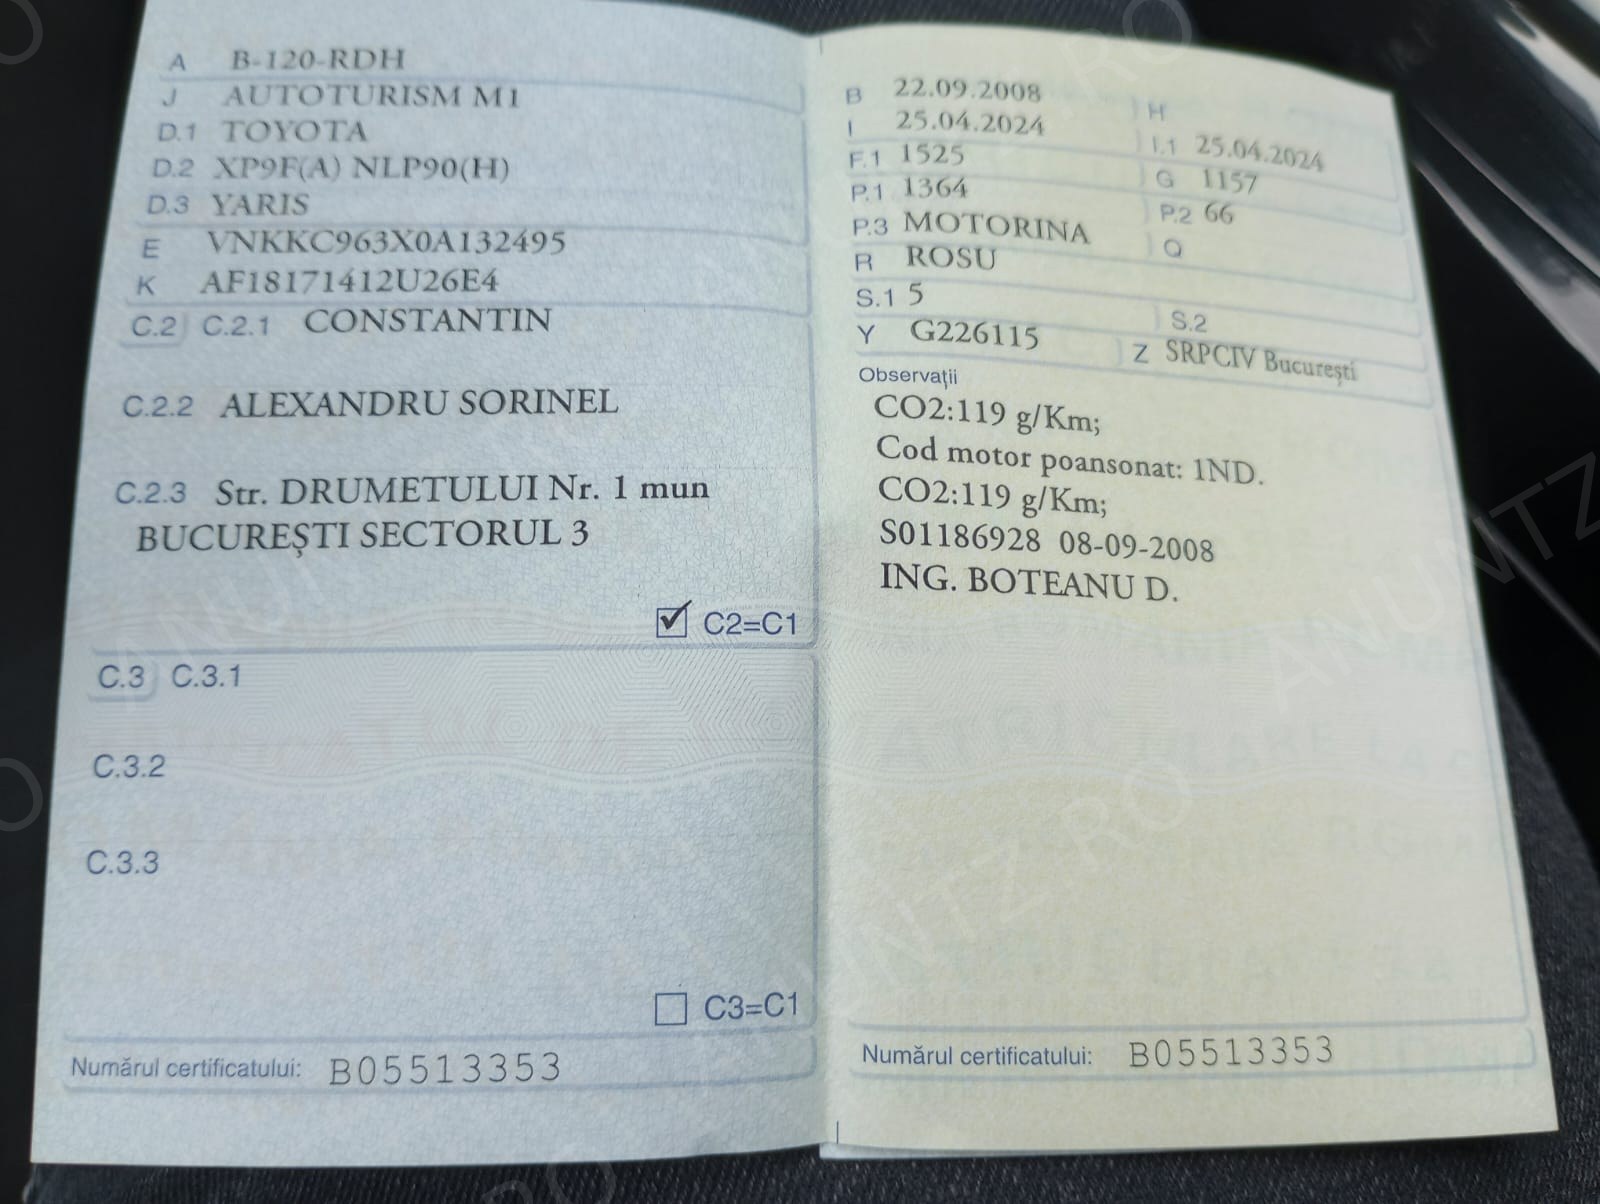 A B-120-RDH
J AUTOTURISM M1
D.1 TOYOTA
D.2 XP9F(A) NLP90(H)
D.3 YARIS
E VNKKC963X0A132495
K AF18171412U26E4
C.2 C.2.1 CONSTANTIN
C.2.2 ALEXANDRU SORINEL
C.2.3 Str. DRUMETULUI Nr. 1 mun
BUCUREȘTI SECTORUL 3
C2=C1
C.3 C.3.1
C.3.2
C.3.3
C3=C1
Numărul certificatului: B05513353
B 22.09.2008 H
I 25.04.2024 I.1 25.04.2024
F.1 1525 G 1157
P.1 1364 P.2 66
P.3 MOTORINA Q
R ROSU
S.1 5 S.2
Y G226115 Z SRPCIV București
Observații
CO2:119 g/Km;
Cod motor poansonat: 1ND.
CO2:119 g/Km;
S01186928 08-09-2008
ING. BOTEANU D.
Numărul certificatului: B05513353
ANUNTZ.RO